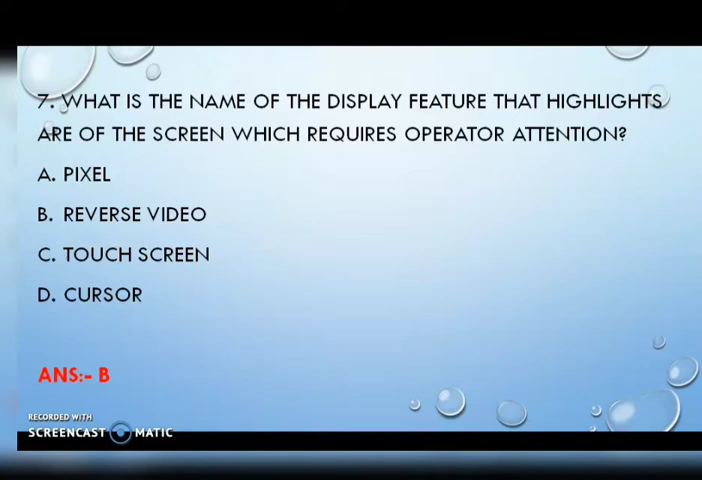 7. WHAT IS THE NAME OF THE DISPLAY FEATURE THAT HIGHLIGHTS
ARE OF THE SCREEN WHICH REQUIRES OPERATOR ATTENTION?
A. PIXEL
B. REVERSE VIDEO
C. TOUCH SCREEN
D. CURSOR
ANS:- B
RECORDED WITH
SCREENCAST MATIC